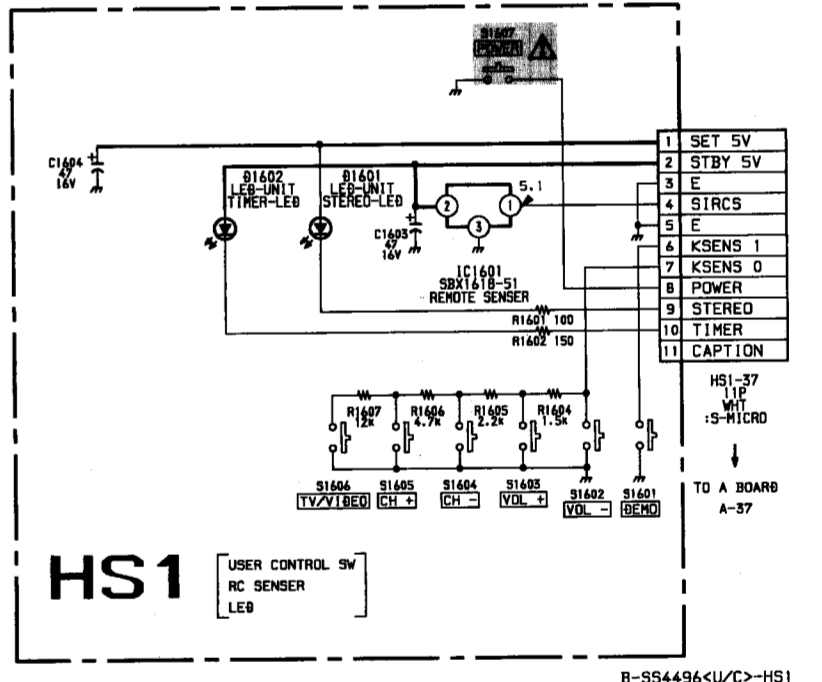 S1607
POWER
C1604
47
16V
D1602
LED-UNIT
TIMER-LED
D1601
LED-UNIT
STEREO-LED
C1603
47
16V
2
1
3
5.1
IC1601
SBX1618-51
REMOTE SENSER
R1601 100
R1602 150
1 SET 5V
2 STBY 5V
3 E
4 SIRCS
5 E
6 KSENS 1
7 KSENS 0
8 POWER
9 STEREO
10 TIMER
11 CAPTION
HS1-37
11P
WHT
:S-MICRO
TO A BOARD
A-37
R1607
12k
R1606
4.7k
R1605
2.2k
R1604
1.5k
S1606
TV/VIDEO
S1605
CH +
S1604
CH -
S1603
VOL +
S1602
VOL -
S1601
DEMO
HS1
USER CONTROL SW
RC SENSER
LED
B-SS4496<U/C>-HS1